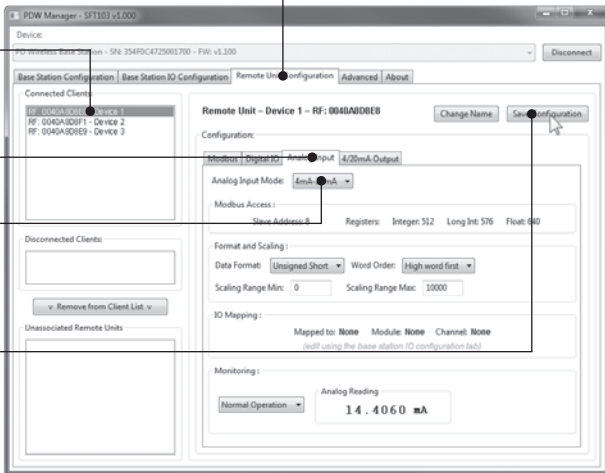 PDW Manager - SFT103 v1.000
Device:
PD Wireless Base Station - SN: 354F0C4725001700 - FW: v1.100
Disconnect
Base Station Configuration Base Station IO Configuration Remote Unit Configuration Advanced About
Connected Clients:
RF: 0040A8D8E8 - Device 1
RF: 0040A8D8F1 - Device 2
RF: 0040A8D8E9 - Device 3
Disconnected Clients:
v Remove from Client List v
Unassociated Remote Units
Remote Unit – Device 1 – RF: 0040A8D8E8
Change Name
Save Configuration
Configuration:
Modbus Digital IO Analog Input 4/20mA Output
Analog Input Mode:
Modbus Access :
Slave Address: 8 Registers: Integer: 512 Long Int: 576 Float: 640
Format and Scaling :
Data Format: Unsigned Short Word Order: High word first
Scaling Range Min: 0 Scaling Range Max: 10000
IO Mapping :
Mapped to: None Module: None Channel: None
(edit using the base station IO configuration tab)
Monitoring :
Normal Operation
Analog Reading
14.4060 mA